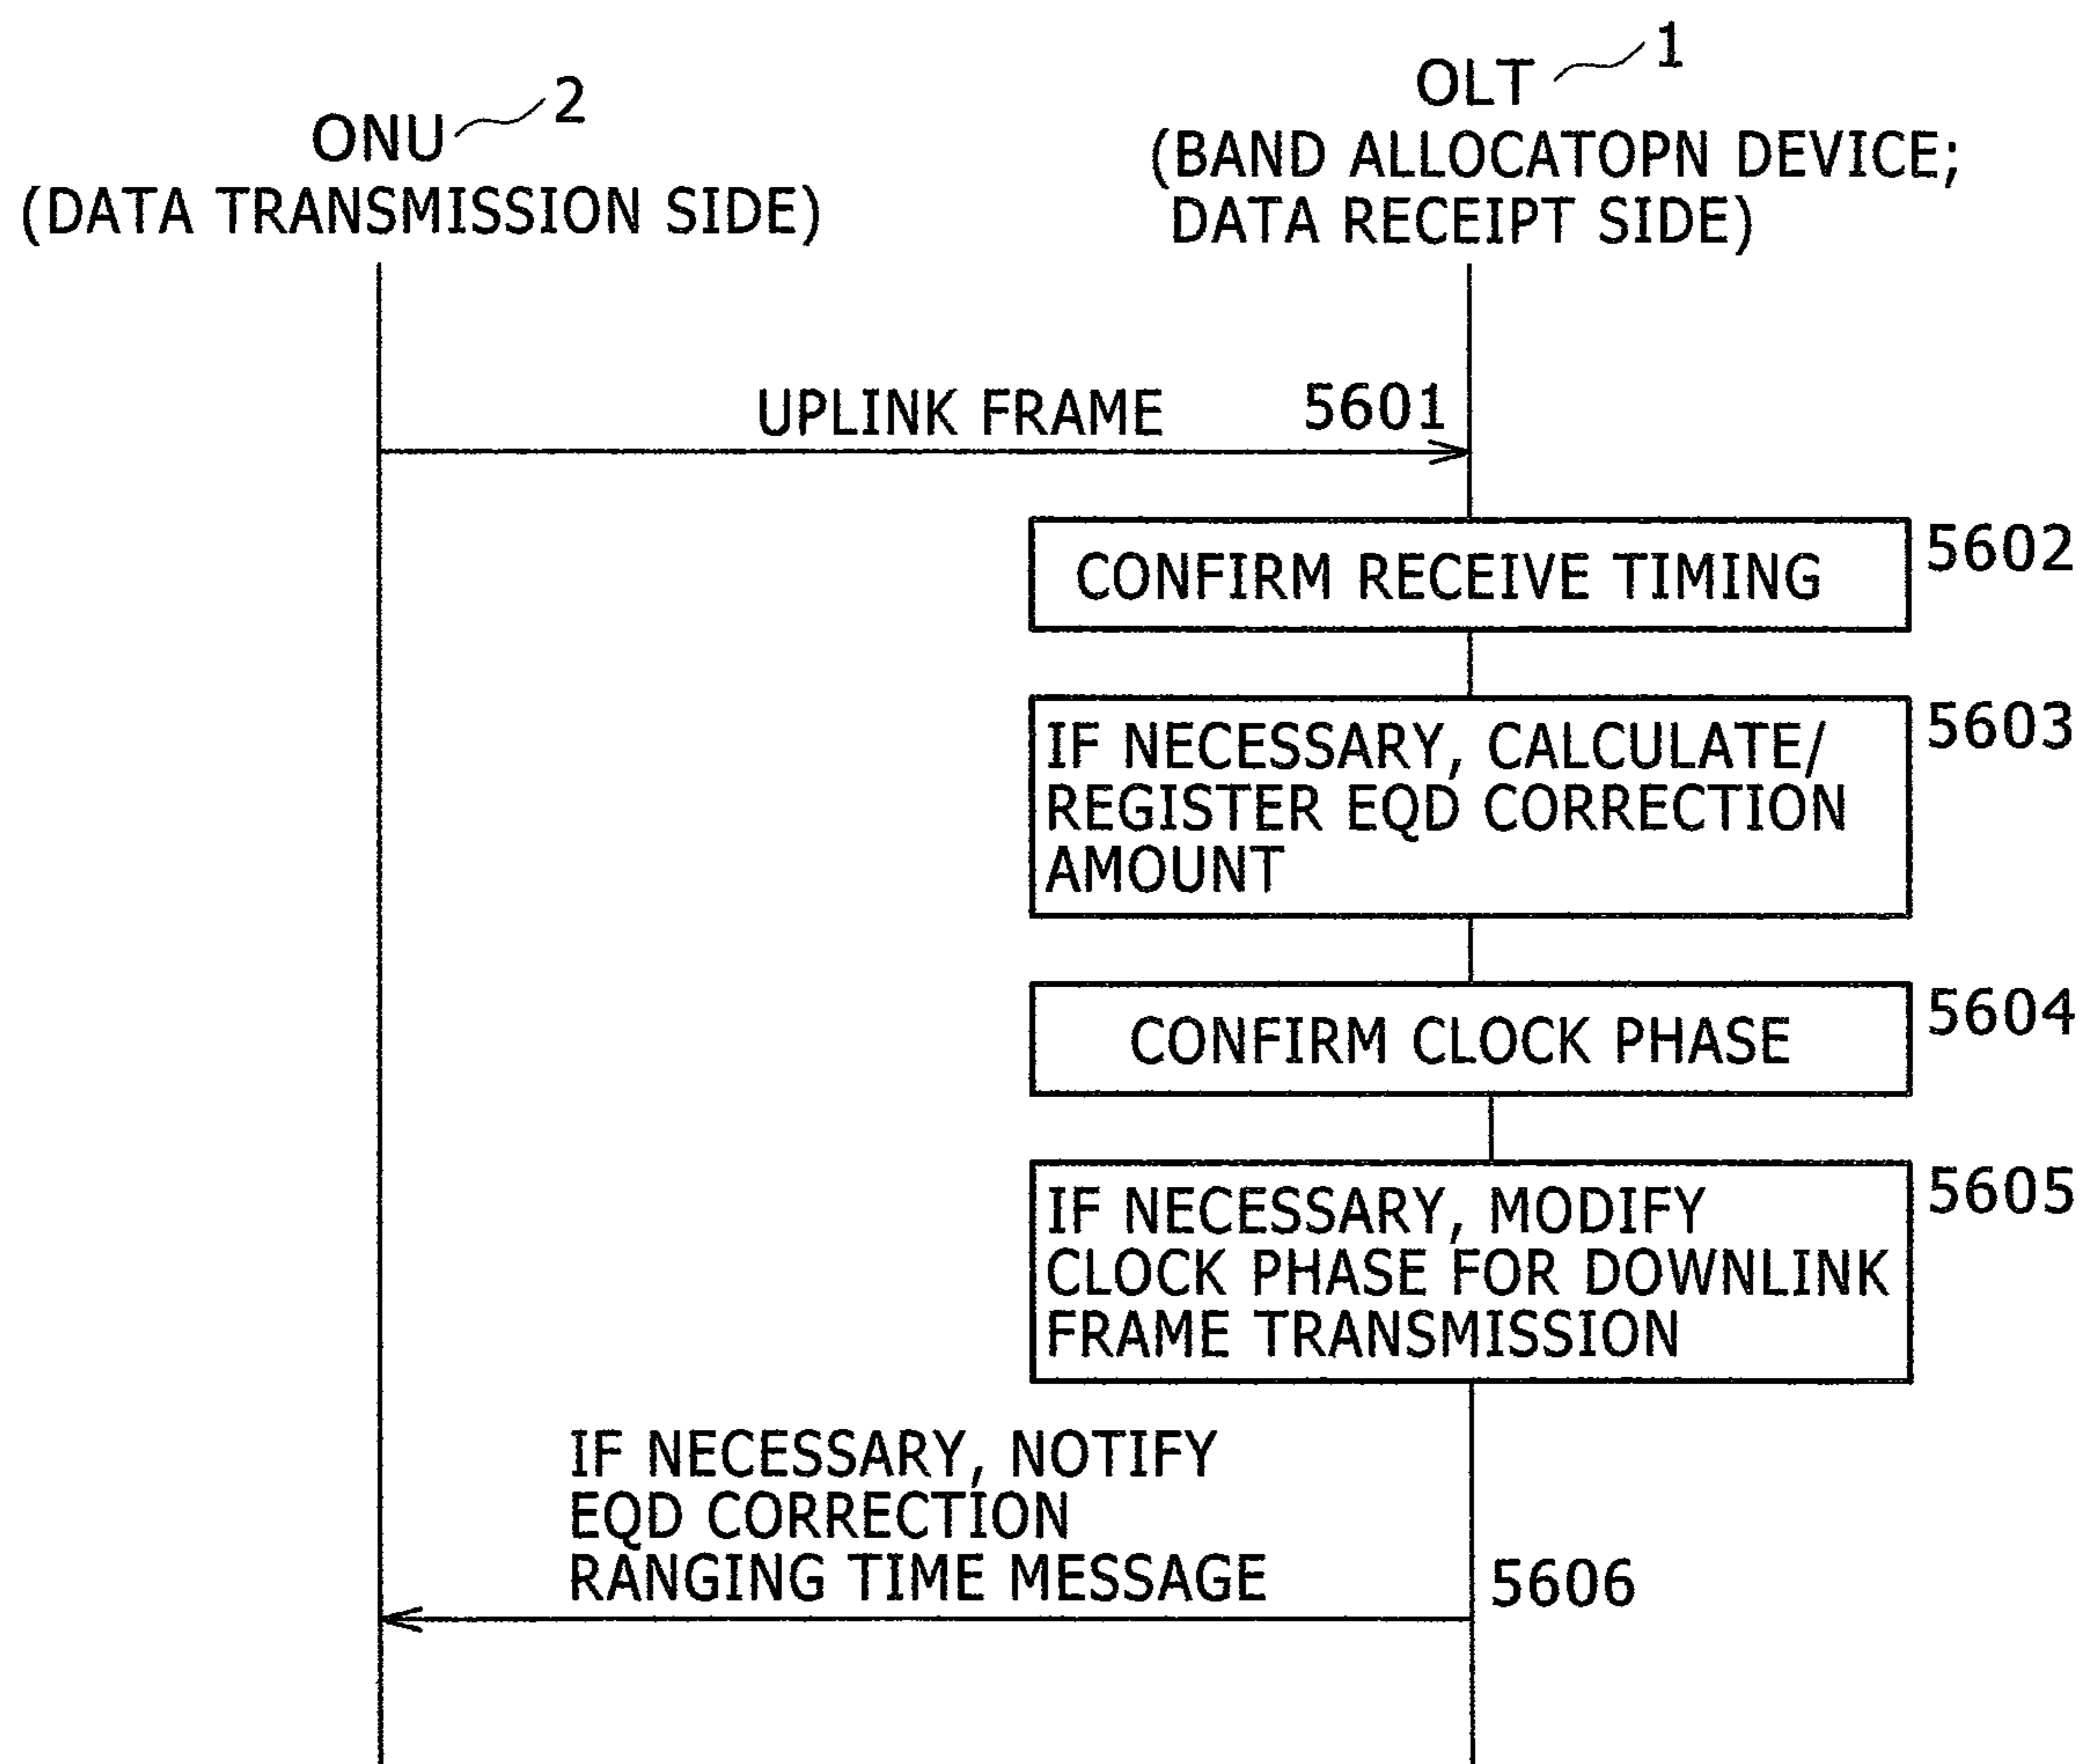 ONU 2
(DATA TRANSMISSION SIDE)
OLT 1
(BAND ALLOCATOPN DEVICE;
DATA RECEIPT SIDE)
UPLINK FRAME 5601
CONFIRM RECEIVE TIMING 5602
IF NECESSARY, CALCULATE/ 5603
REGISTER EQD CORRECTION
AMOUNT
CONFIRM CLOCK PHASE 5604
IF NECESSARY, MODIFY 5605
CLOCK PHASE FOR DOWNLINK
FRAME TRANSMISSION
IF NECESSARY, NOTIFY
EQD CORRECTION
RANGING TIME MESSAGE 5606